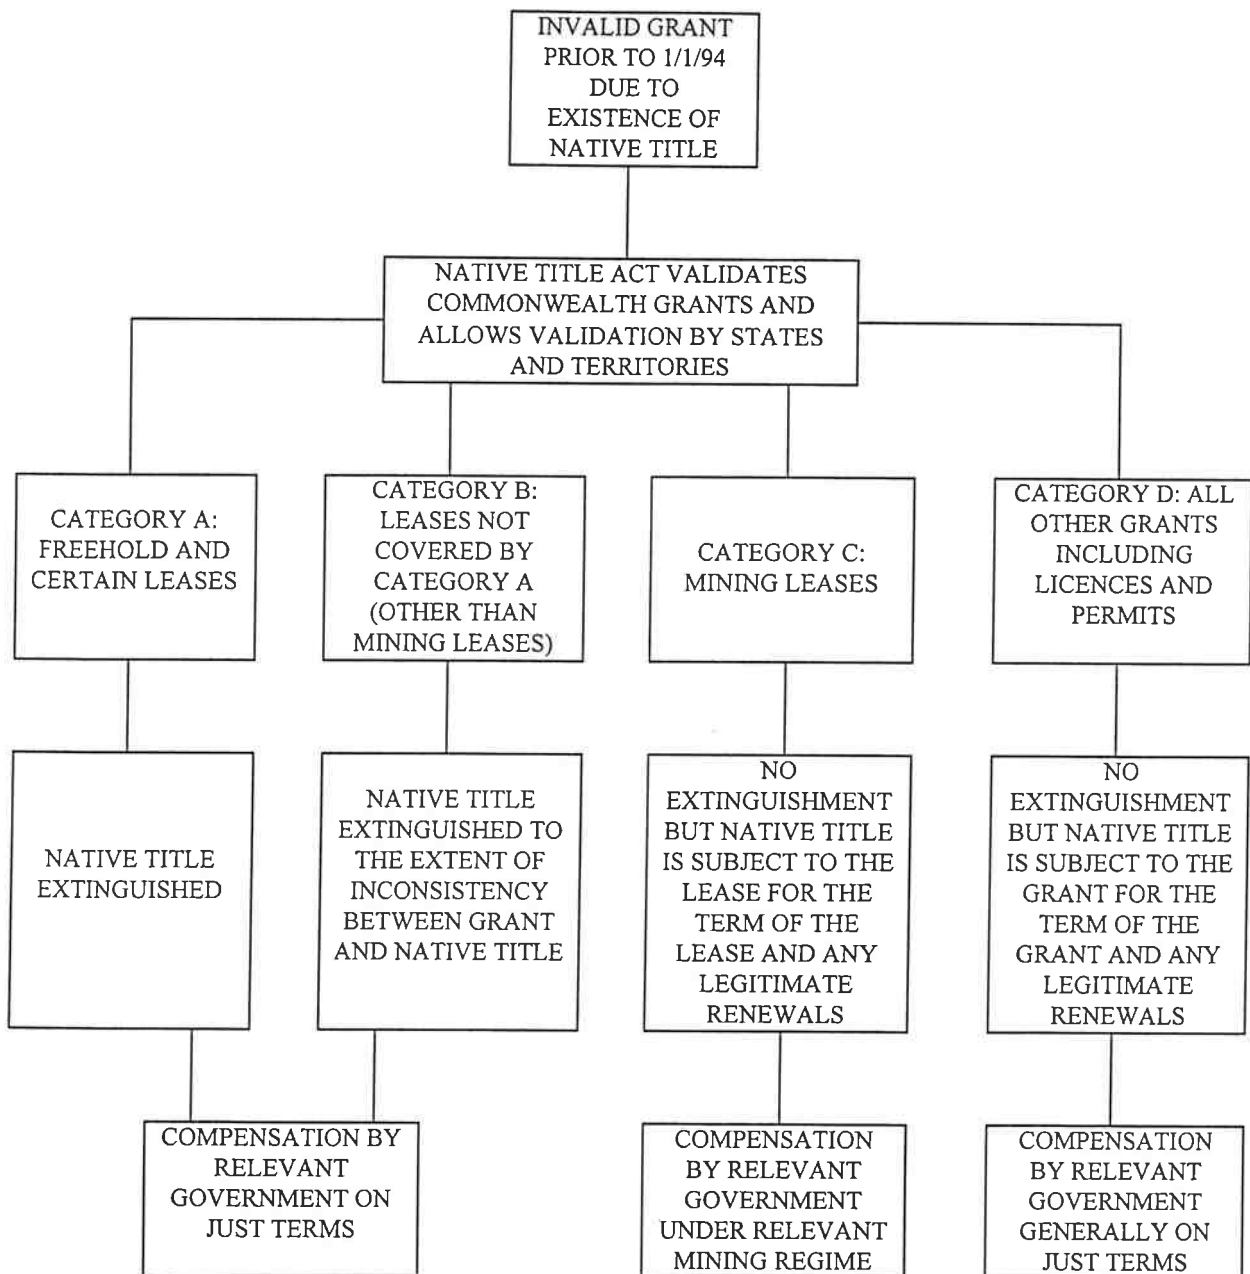 INVALID GRANT
PRIOR TO 1/1/94
DUE TO
EXISTENCE OF
NATIVE TITLE
NATIVE TITLE ACT VALIDATES
COMMONWEALTH GRANTS AND
ALLOWS VALIDATION BY STATES
AND TERRITORIES
CATEGORY A:
FREEHOLD AND
CERTAIN LEASES
CATEGORY B:
LEASES NOT
COVERED BY
CATEGORY A
(OTHER THAN
MINING LEASES)
CATEGORY C:
MINING LEASES
CATEGORY D: ALL
OTHER GRANTS
INCLUDING
LICENCES AND
PERMITS
NATIVE TITLE
EXTINGUISHED
NATIVE TITLE
EXTINGUISHED TO
THE EXTENT OF
INCONSISTENCY
BETWEEN GRANT
AND NATIVE TITLE
NO
EXTINGUISHMENT
BUT NATIVE TITLE
IS SUBJECT TO THE
LEASE FOR THE
TERM OF THE
LEASE AND ANY
LEGITIMATE
RENEWALS
NO
EXTINGUISHMENT
BUT NATIVE TITLE
IS SUBJECT TO THE
GRANT FOR THE
TERM OF THE
GRANT AND ANY
LEGITIMATE
RENEWALS
COMPENSATION BY
RELEVANT
GOVERNMENT ON
JUST TERMS
COMPENSATION
BY RELEVANT
GOVERNMENT
UNDER RELEVANT
MINING REGIME
COMPENSATION
BY RELEVANT
GOVERNMENT
GENERALLY ON
JUST TERMS